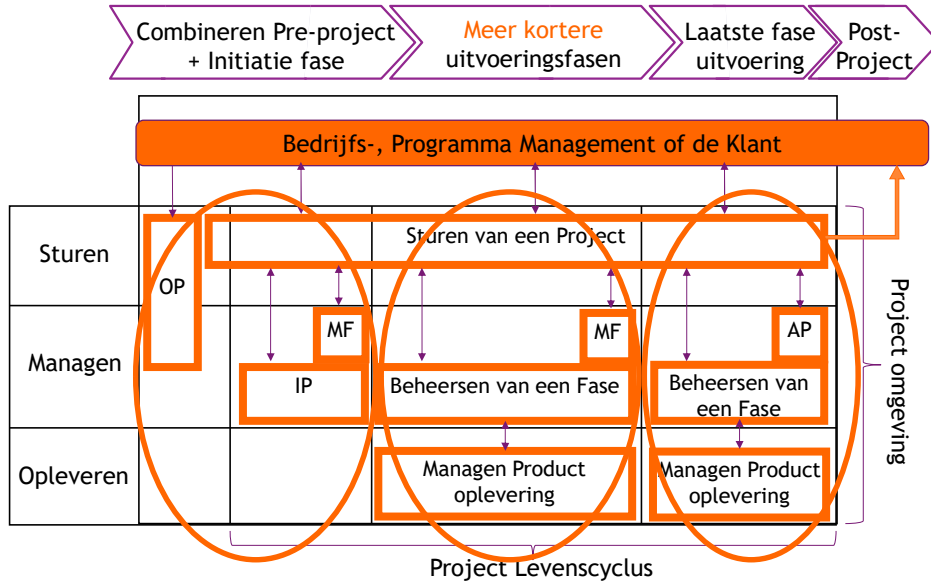 Combineren Pre-project
+ Initiatie fase
Meer kortere
uitvoeringsfasen
Laatste fase
uitvoering
Post-
Project
Bedrijfs-, Programma Management of de Klant
Sturen
Sturen van een Project
OP
Managen
MF
IP
MF
Beheersen van een Fase
AP
Beheersen van
een Fase
Opleveren
Managen Product
oplevering
Managen Product
oplevering
Project omgeving
Project Levenscyclus